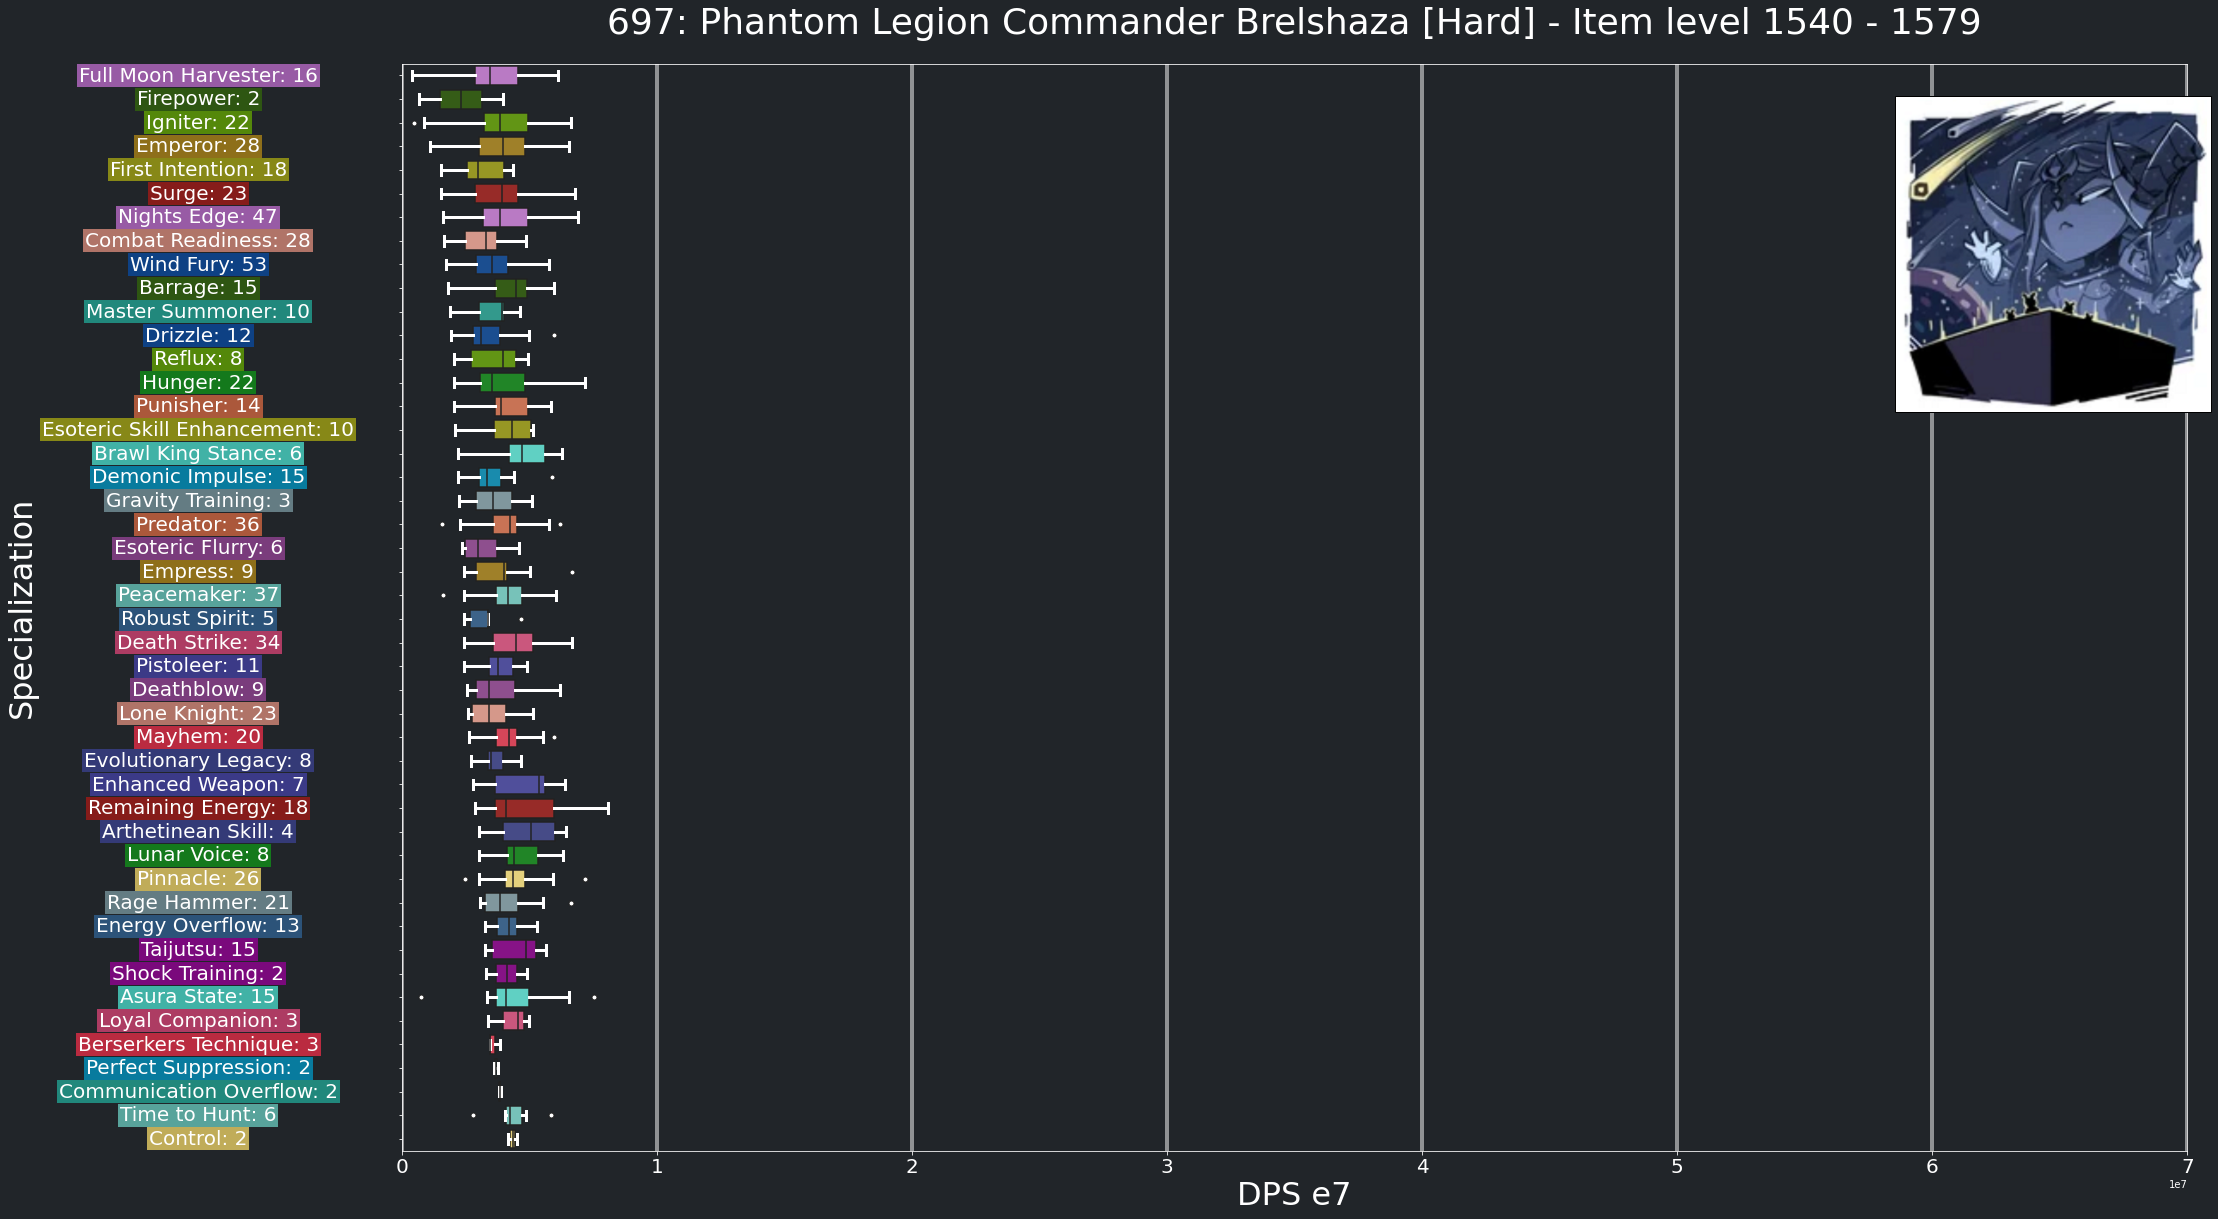 697: Phantom Legion Commander Brelshaza [Hard] - Item level 1540 - 1579
Full Moon Harvester: 16
Firepower: 2
Igniter: 22
Emperor: 28
First Intention: 18
Surge: 23
Nights Edge: 47
Combat Readiness: 28
Wind Fury: 53
Barrage: 15
Master Summoner: 10
Drizzle: 12
Reflux: 8
Hunger: 22
Punisher: 14
Esoteric Skill Enhancement: 10
Brawl King Stance: 6
Demonic Impulse: 15
Gravity Training: 3
Predator: 36
Esoteric Flurry: 6
Empress: 9
Peacemaker: 37
Robust Spirit: 5
Death Strike: 34
Pistoleer: 11
Deathblow: 9
Lone Knight: 23
Mayhem: 20
Evolutionary Legacy: 8
Enhanced Weapon: 7
Remaining Energy: 18
Arthetinean Skill: 4
Lunar Voice: 8
Pinnacle: 26
Rage Hammer: 21
Energy Overflow: 13
Taijutsu: 15
Shock Training: 2
Asura State: 15
Loyal Companion: 3
Berserkers Technique: 3
Perfect Suppression: 2
Communication Overflow: 2
Time to Hunt: 6
Control: 2
Specialization
0 1 2 3 4 5 6 7
1e7
DPS e7